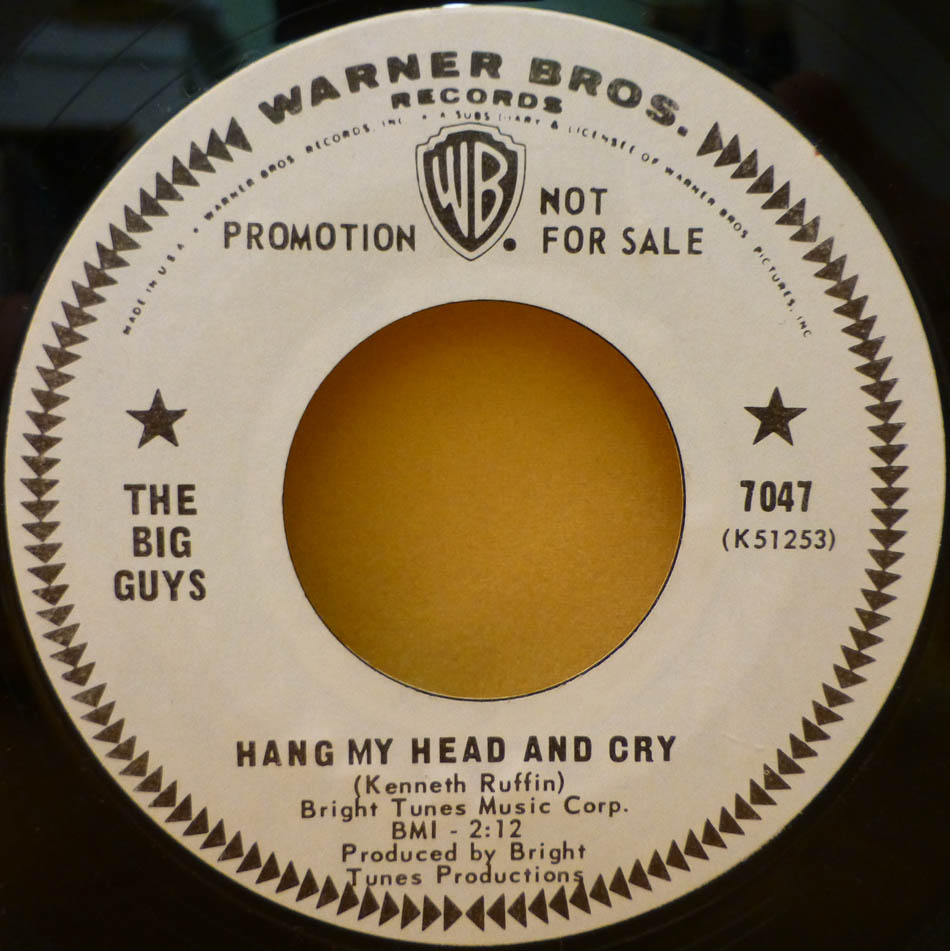 WARNER BROS.
RECORDS
MADE IN U.S.A. • WARNER BROS. RECORDS, INC. • A SUBSIDIARY & LICENSEE OF WARNER BROS. PICTURES, INC.
WB
PROMOTION
NOT
FOR SALE
THE
BIG
GUYS
7047
(K51253)
HANG MY HEAD AND CRY
(Kenneth Ruffin)
Bright Tunes Music Corp.
BMI - 2:12
Produced by Bright
Tunes Productions